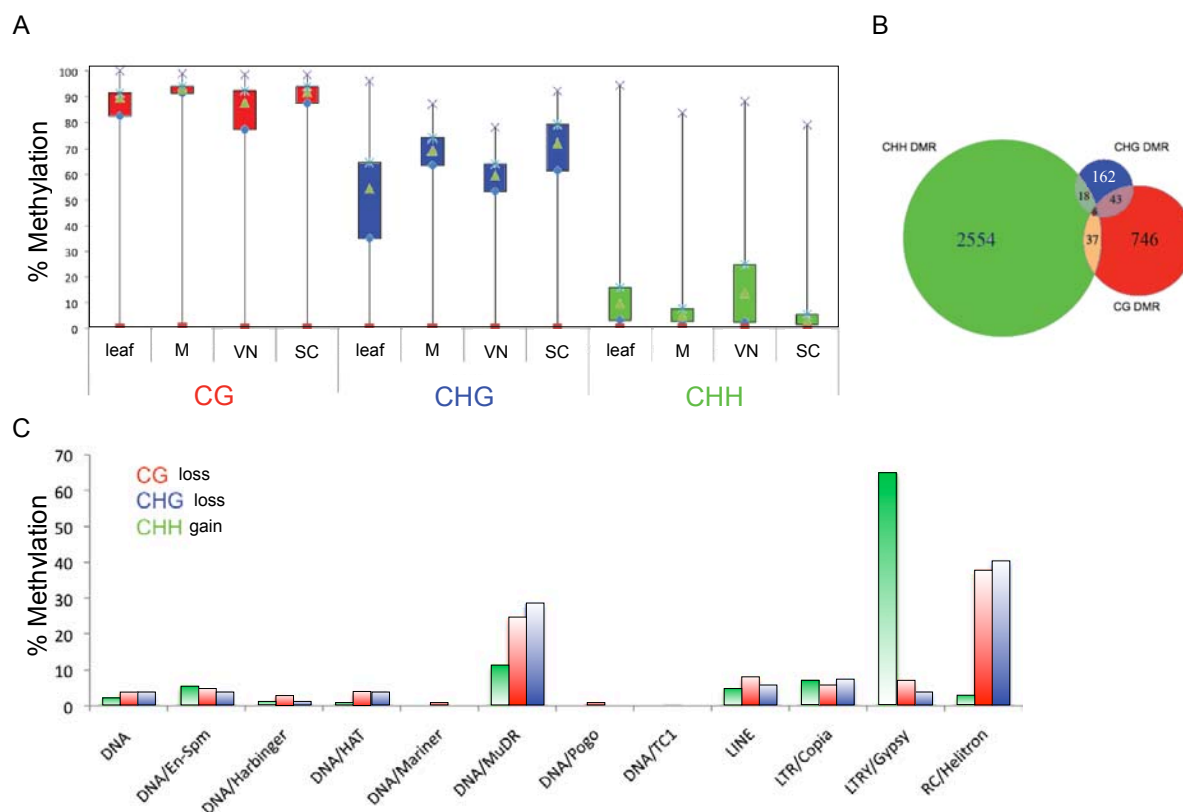 A
B
% Methylation
100
90
80
70
60
50
40
30
20
10
0
leaf M VN SC leaf M VN SC leaf M VN SC
CG CHG CHH
CHH DMR
CHG DMR
162
18
43
2554
37
746
CG DMR
C
% Methylation
70
60
50
40
30
20
10
0
CG loss
CHG loss
CHH gain
DNA
DNA/En-Spm
DNA/Harbinger
DNA/HAT
DNA/Mariner
DNA/MuDR
DNA/Pogo
DNA/TC1
LINE
LTR/Copia
LTRV/Gypsy
RC/Helitron